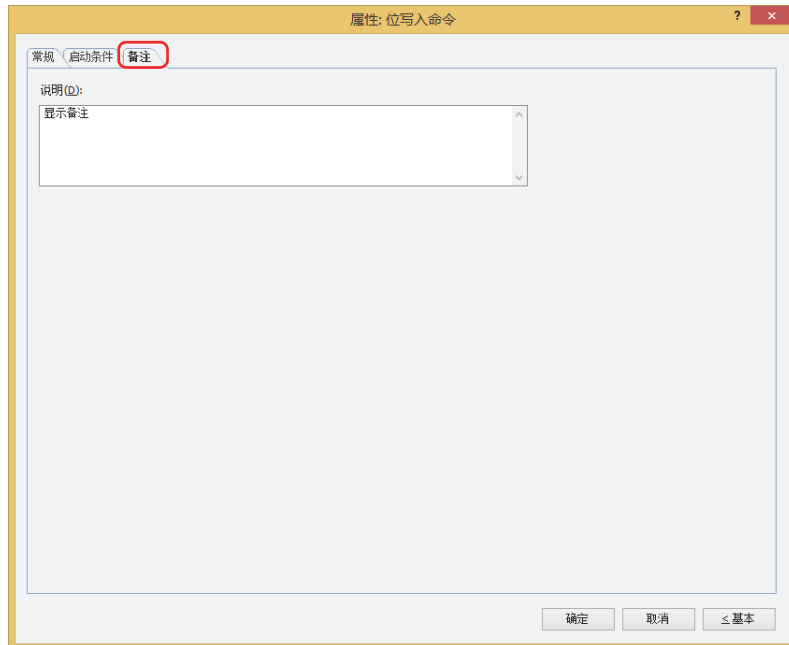 属性: 位写入命令
? ×
常规 启动条件 备注
说明(D):
显示备注
确定 取消 <基本